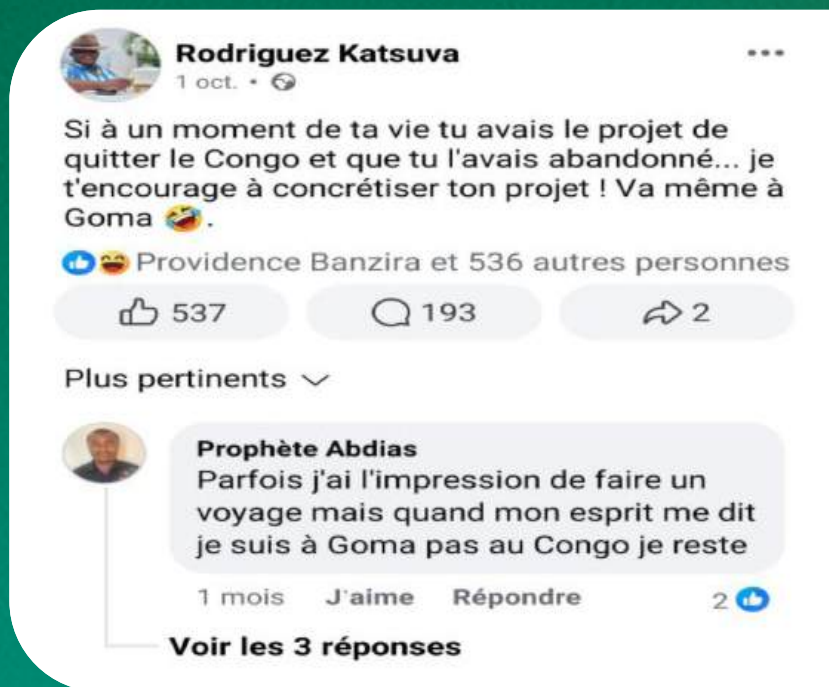 Rodriguez Katsuva
1 oct.
Si à un moment de ta vie tu avais le projet de
quitter le Congo et que tu l'avais abandonné... je
t'encourage à concrétiser ton projet ! Va même à
Goma 🤣.
Providence Banzira et 536 autres personnes
537 193 2
Plus pertinents
Prophète Abdias
Parfois j'ai l'impression de faire un
voyage mais quand mon esprit me dit
je suis à Goma pas au Congo je reste
1 mois J'aime Répondre 2
Voir les 3 réponses